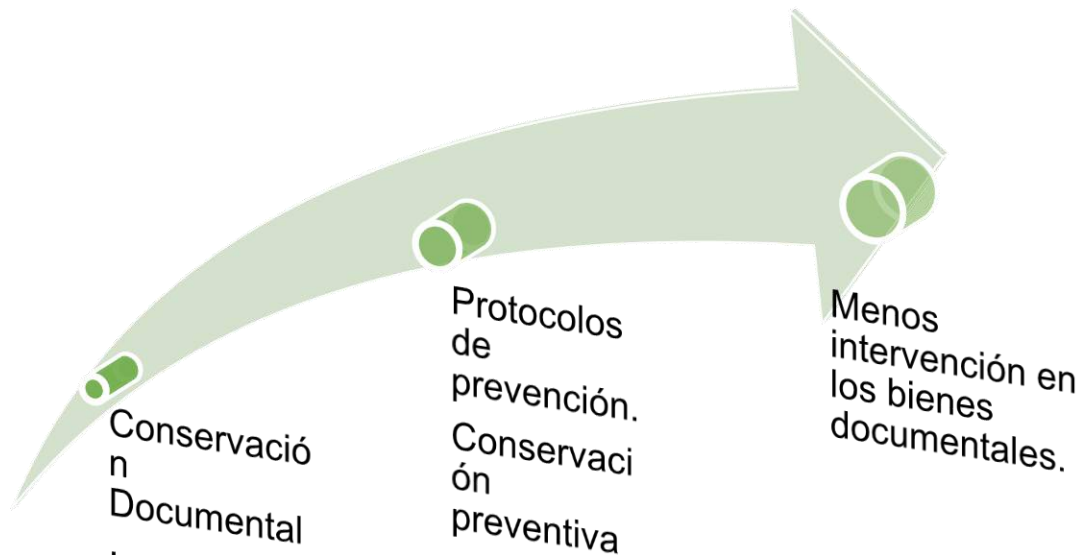 Conservació
n
Documental
.
Protocolos
de
prevención.
Conservaci
ón
preventiva
Menos
intervención en
los bienes
documentales.